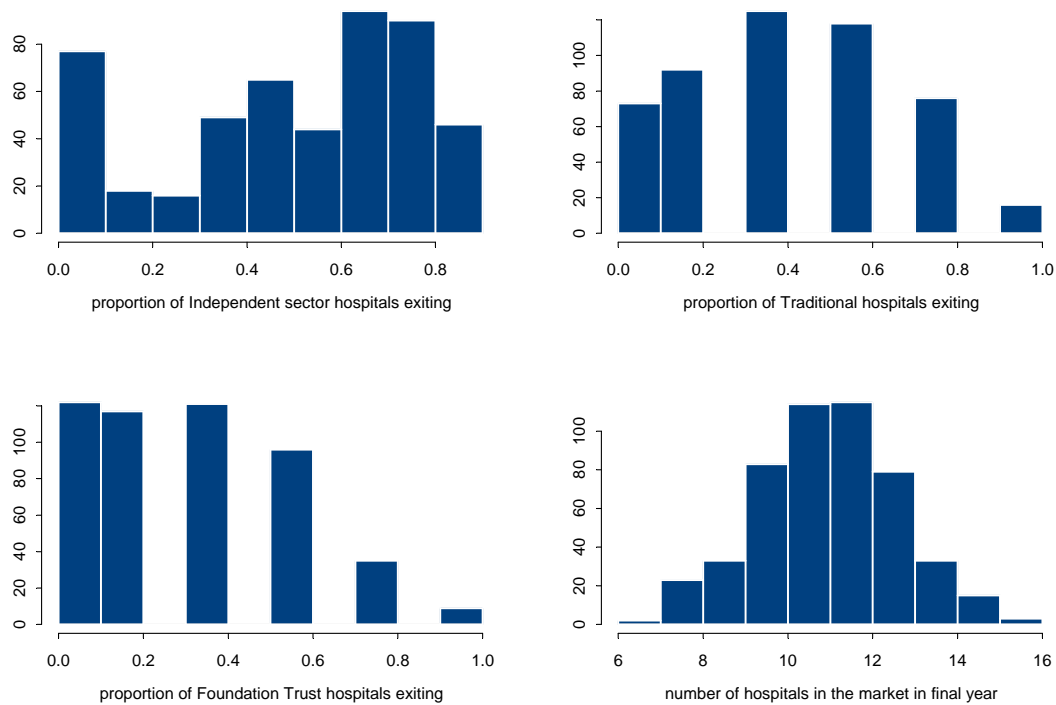 80
60
40
20
0
0.0 0.2 0.4 0.6 0.8
proportion of Independent sector hospitals exiting
100
80
60
40
20
0
0.0 0.2 0.4 0.6 0.8 1.0
proportion of Traditional hospitals exiting
100
80
60
40
20
0
0.0 0.2 0.4 0.6 0.8 1.0
proportion of Foundation Trust hospitals exiting
100
80
60
40
20
0
6 8 10 12 14 16
number of hospitals in the market in final year